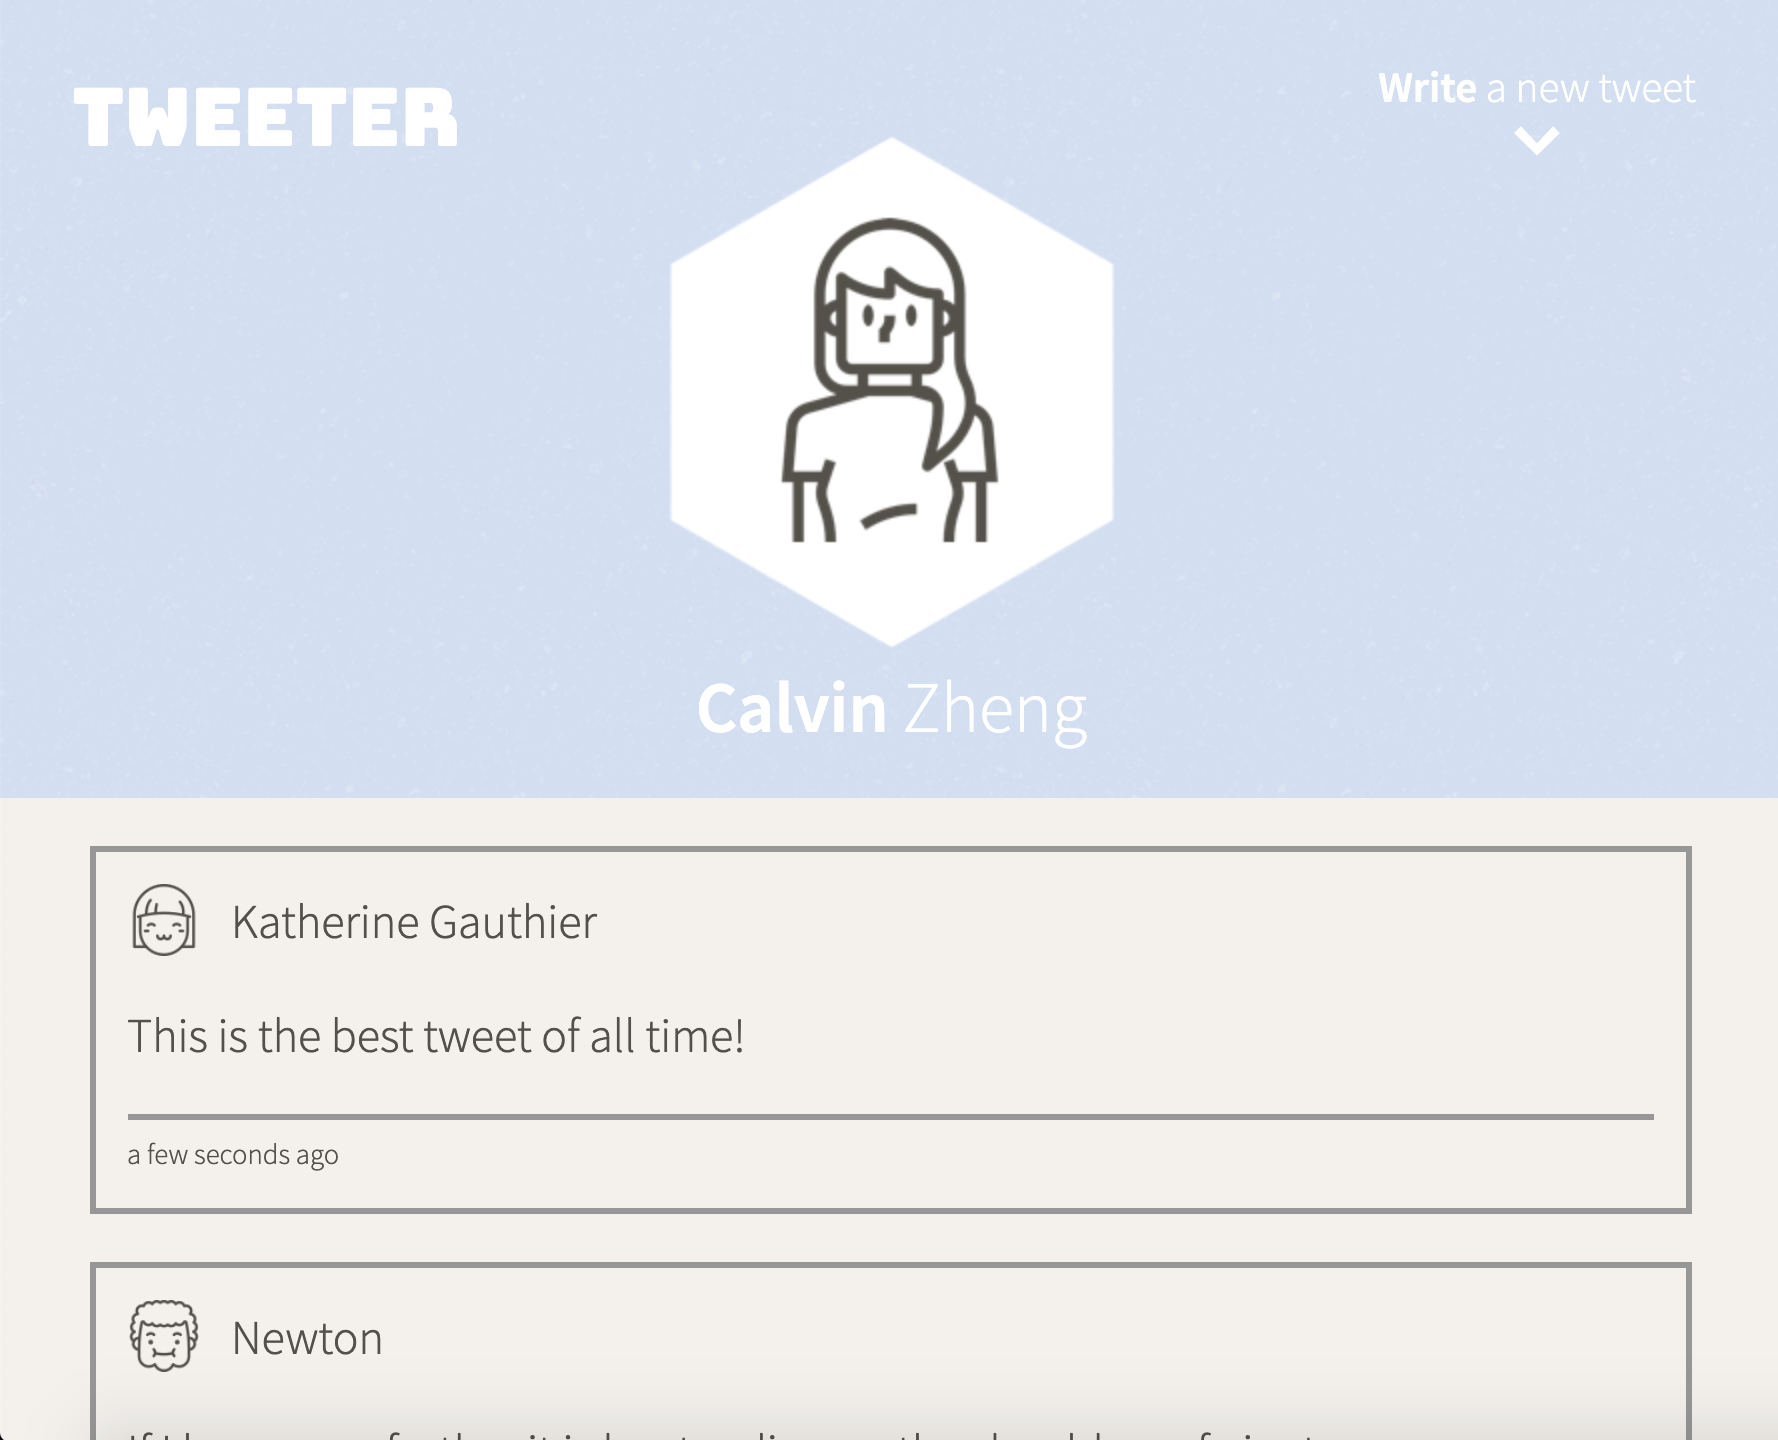 TWEETER
Write a new tweet
Calvin Zheng
Katherine Gauthier
This is the best tweet of all time!
a few seconds ago
Newton